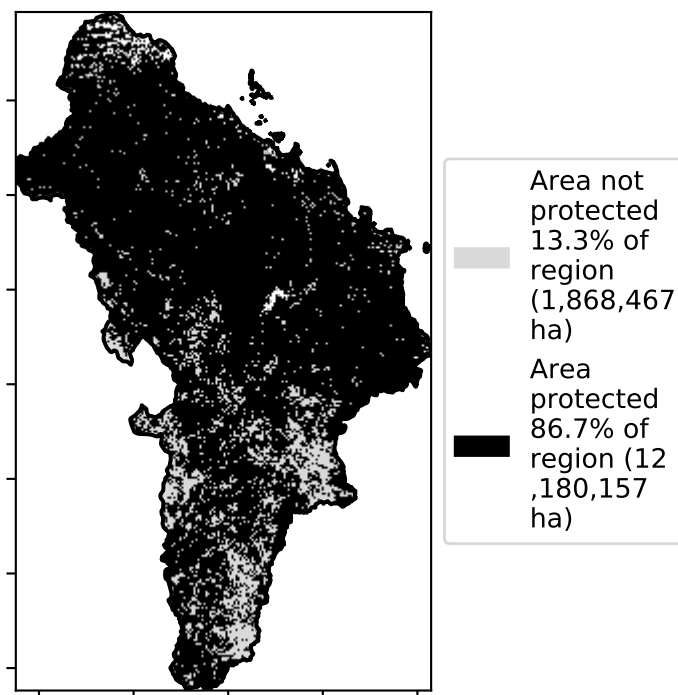 Area not
protected
13.3% of
region
(1,868,467
ha)
Area
protected
86.7% of
region (12
,180,157
ha)